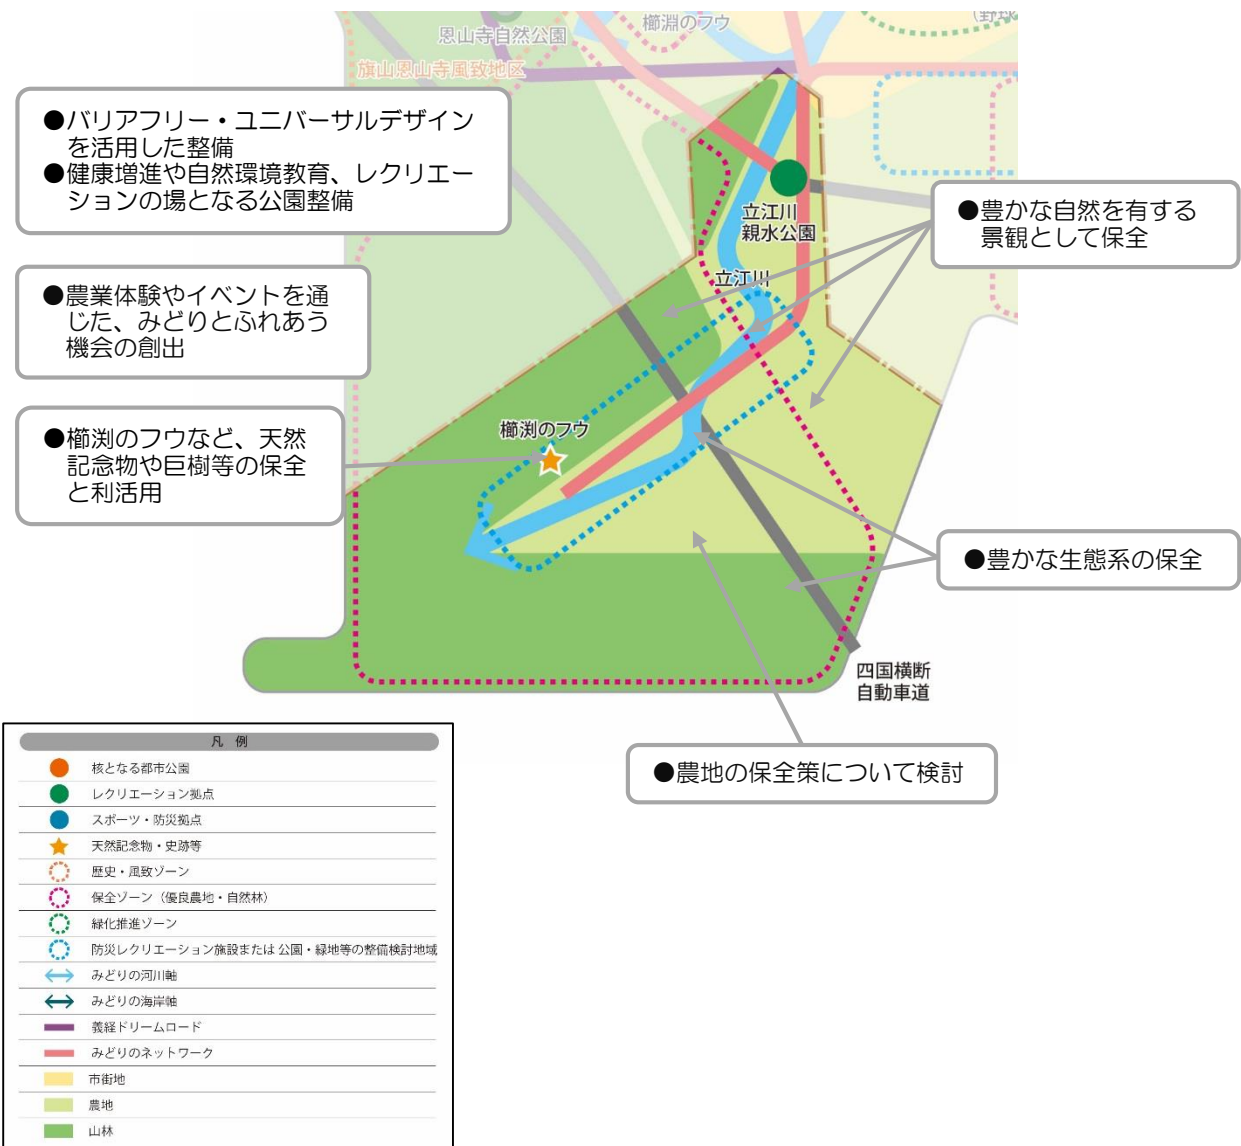 恩山寺自然公園
櫛淵のフウ
(野球
旗山恩山寺風致地区
●バリアフリー・ユニバーサルデザイン
を活用した整備
●健康増進や自然環境教育、レクリエー
ションの場となる公園整備
立江川
親水公園
●豊かな自然を有する
景観として保全
立江川
●農業体験やイベントを通
じた、みどりとふれあう
機会の創出
●櫛渕のフウなど、天然
記念物や巨樹等の保全
と利活用
櫛渕のフウ
●豊かな生態系の保全
四国横断
自動車道
●農地の保全策について検討
凡 例
核となる都市公園
レクリエーション拠点
スポーツ・防災拠点
天然記念物・史跡等
歴史・風致ゾーン
保全ゾーン（優良農地・自然林）
緑化推進ゾーン
防災レクリエーション施設または 公園・緑地等の整備検討地域
みどりの河川軸
みどりの海岸軸
義経ドリームロード
みどりのネットワーク
市街地
農地
山林